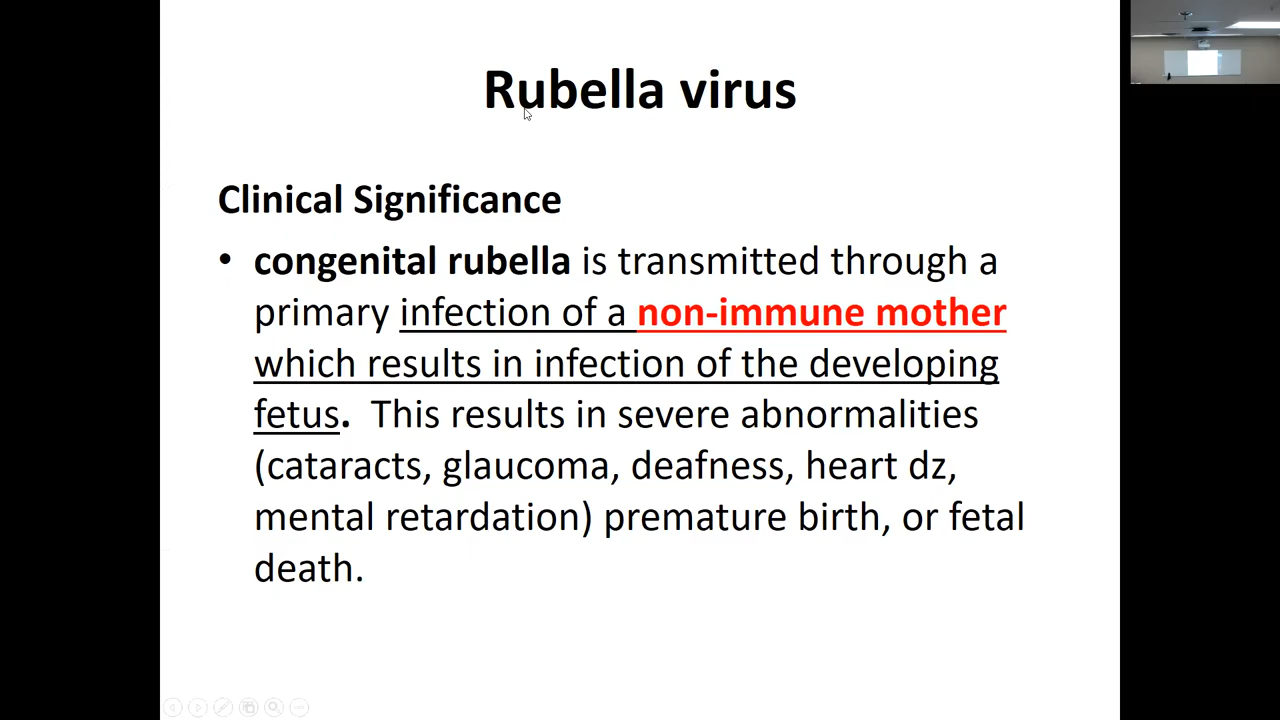 Rubella virus
Clinical Significance
• congenital rubella is transmitted through a
primary infection of a non-immune mother
which results in infection of the developing
fetus.  This results in severe abnormalities
(cataracts, glaucoma, deafness, heart dz,
mental retardation) premature birth, or fetal
death.